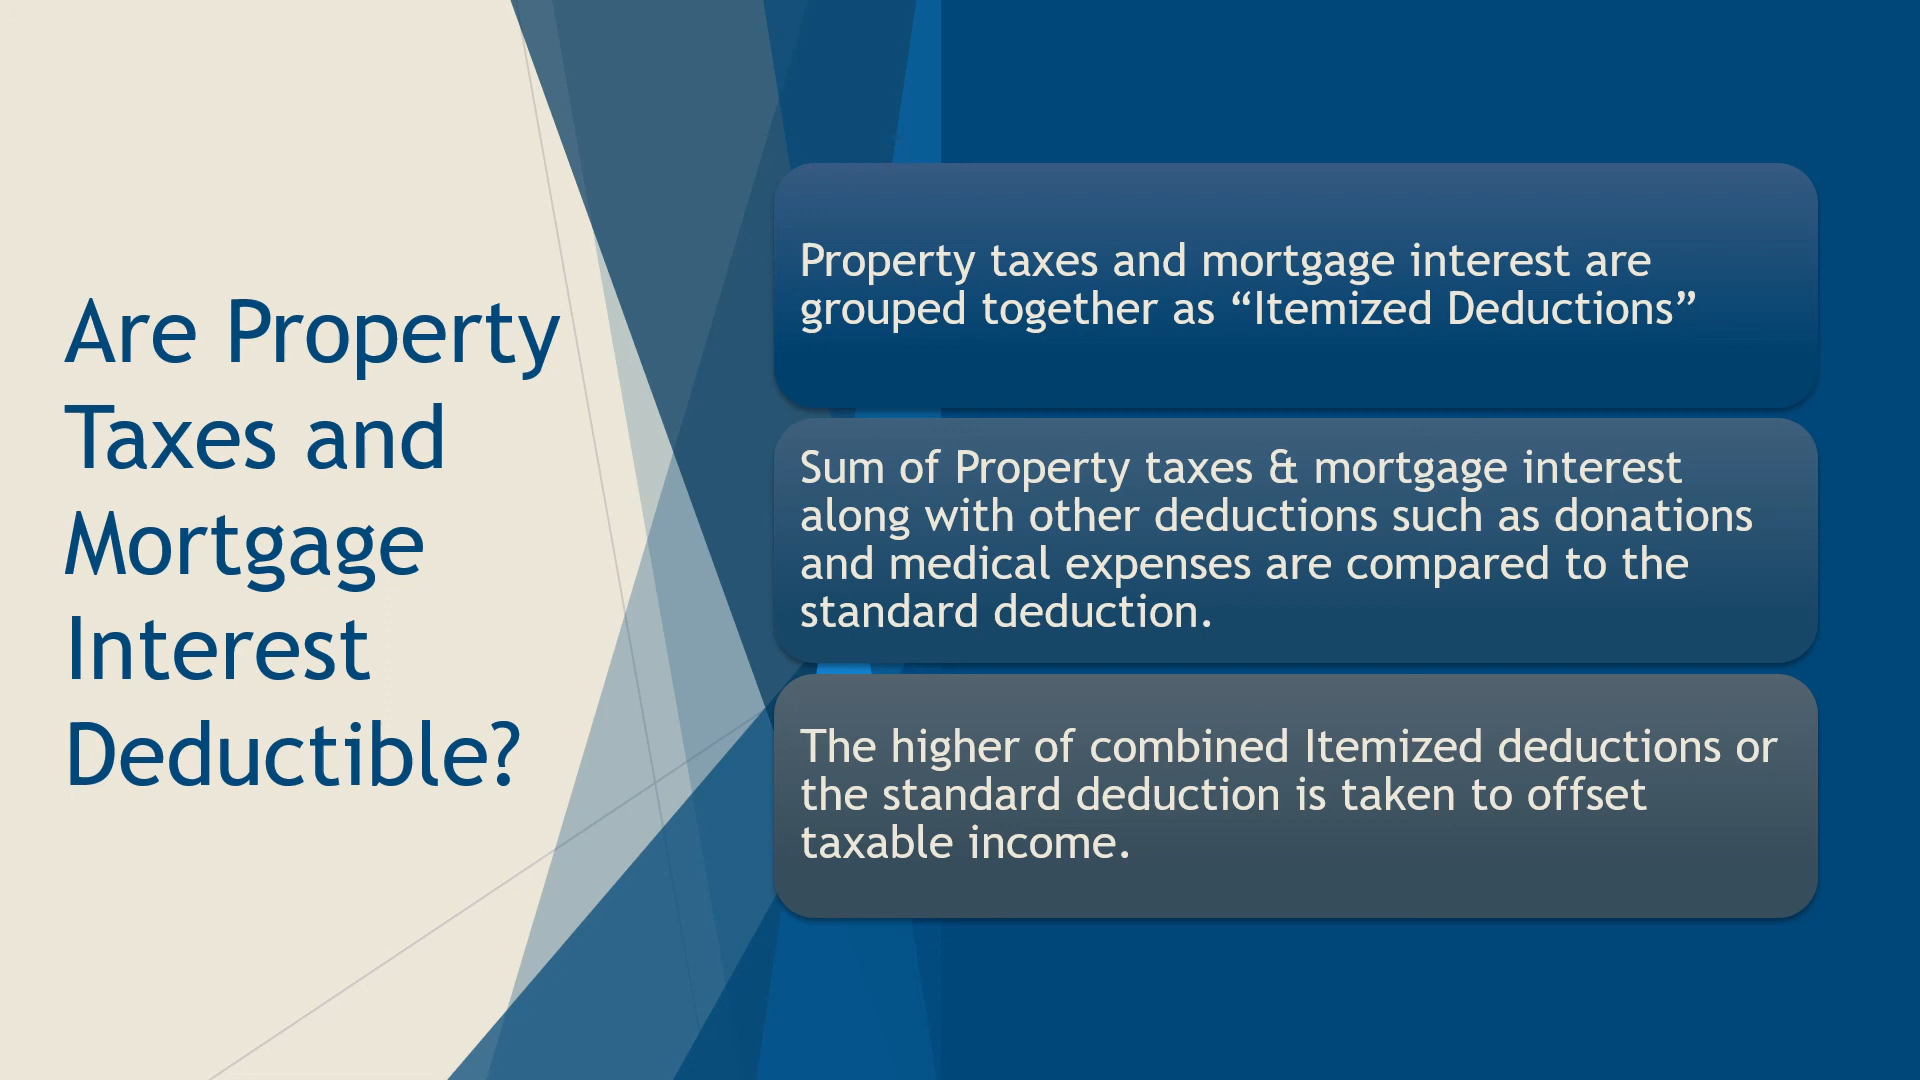 Are Property
Taxes and
Mortgage
Interest
Deductible?
Property taxes and mortgage interest are
grouped together as “Itemized Deductions”
Sum of Property taxes & mortgage interest
along with other deductions such as donations
and medical expenses are compared to the
standard deduction.
The higher of combined Itemized deductions or
the standard deduction is taken to offset
taxable income.